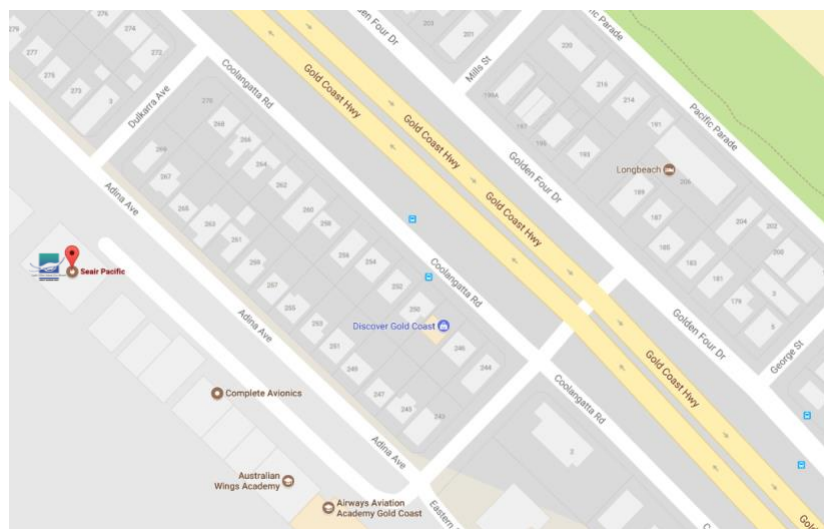 279
276
274
277
272
275
273
3
Dulkarra Ave
Coolangatta Rd
Gold Coast Hwy
Gold Coast Hwy
Golden Four Dr
203
201
Mills St
Pacific Parade
220
216
214
191
199A
197
195
193
Golden Four Dr
Pacific Parade
Longbeach
206
189
187
185
183
181
179
204
202
200
3
5
270
268
266
264
262
260
258
256
254
252
250
246
244
269
267
265
263
261
259
257
255
253
251
249
247
245
243
Adina Ave
Seair Pacific
Gold Coast Hwy
Coolangatta Rd
Discover Gold Coast
Adina Ave
Golden Four Dr
George St
Gold Coast Hwy
Complete Avionics
Coolangatta Rd
2
Adina Ave
Australian
Wings Academy
Airways Aviation
Academy Gold Coast
Eastern